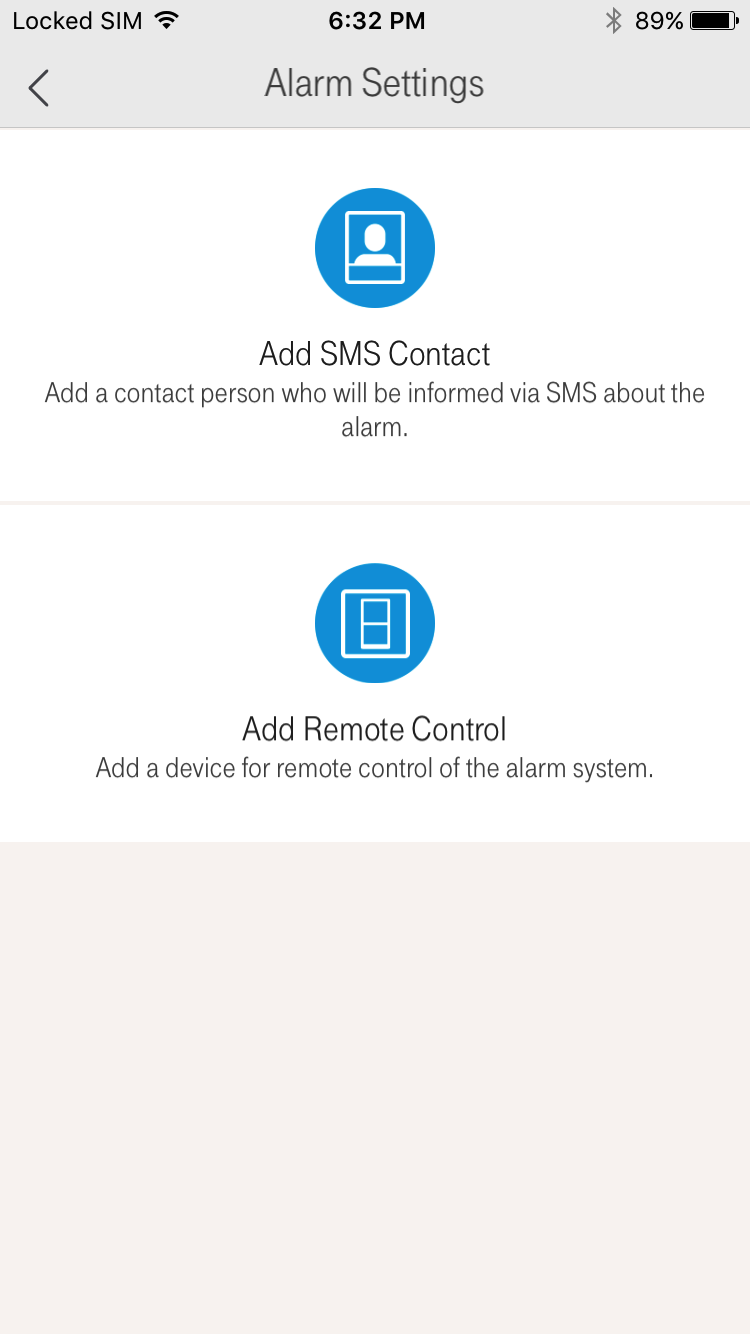 Locked SIM 6:32 PM 89%
Alarm Settings
Add SMS Contact
Add a contact person who will be informed via SMS about the
alarm.
Add Remote Control
Add a device for remote control of the alarm system.